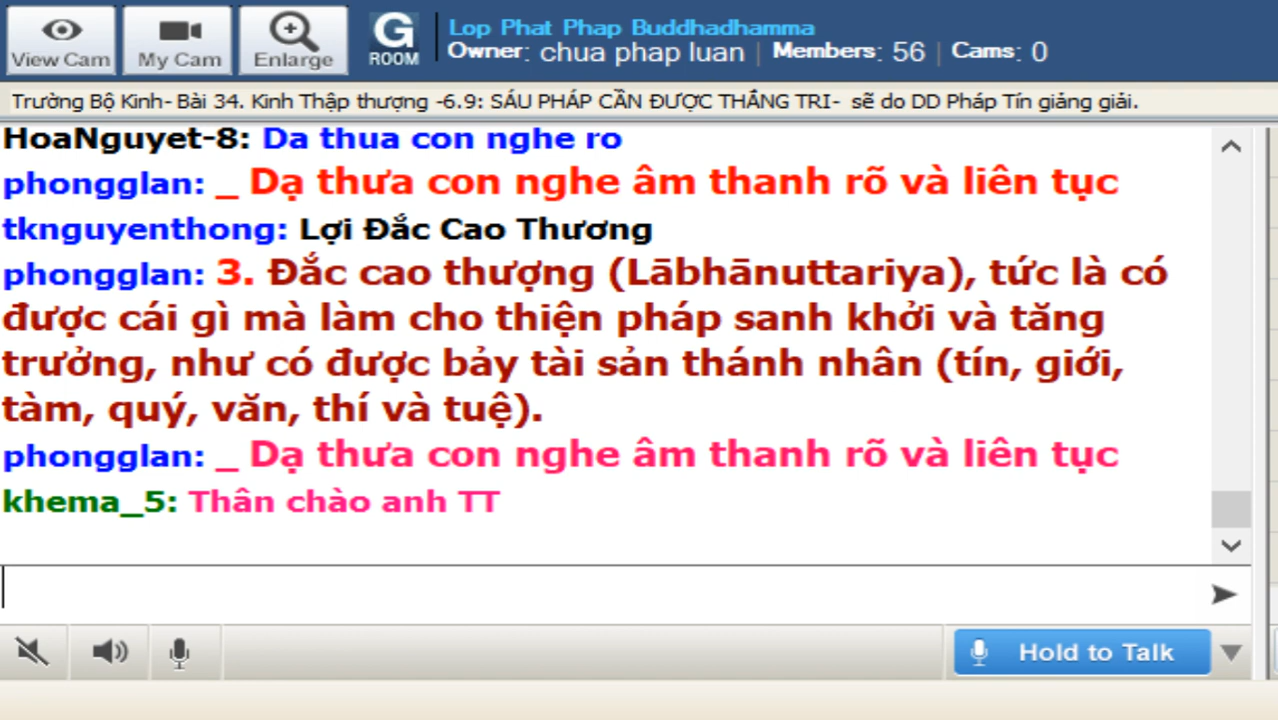 View Cam
My Cam
Enlarge
G
ROOM
Lop Phat Phap Buddhadhamma
Owner: chua phap luan | Members: 56 | Cams: 0
Trường Bộ Kinh- Bài 34. Kinh Thập thượng -6.9: SÁU PHÁP CẦN ĐƯỢC THẮNG TRI- sẽ do DD Pháp Tín giảng giải.
HoaNguyet-8: Da thua con nghe ro
phongglan: _ Dạ thưa con nghe âm thanh rõ và liên tục
tknguyenthong: Lợi Đắc Cao Thương
phongglan: 3. Đắc cao thượng (Lābhānuttariya), tức là có
được cái gì mà làm cho thiện pháp sanh khởi và tăng
trưởng, như có được bảy tài sản thánh nhân (tín, giới,
tàm, quý, văn, thí và tuệ).
phongglan: _ Dạ thưa con nghe âm thanh rõ và liên tục
khema_5: Thân chào anh TT
Hold to Talk